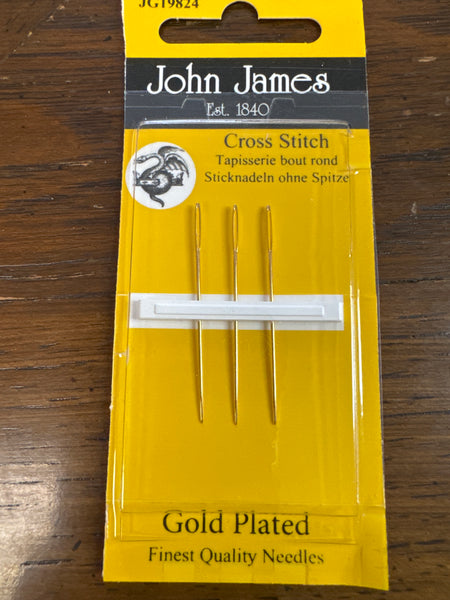 JG19824
John James
Est. 1840
Cross Stitch
Tapisserie bout rond
Sticknadeln ohne Spitze
Gold Plated
Finest Quality Needles